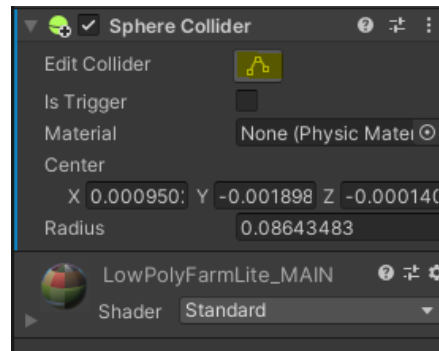 Sphere Collider
Edit Collider
Is Trigger
Material None (Physic Mater
Center
X 0.000950: Y -0.001898 Z -0.000140
Radius 0.08643483
LowPolyFarmLite_MAIN
Shader Standard